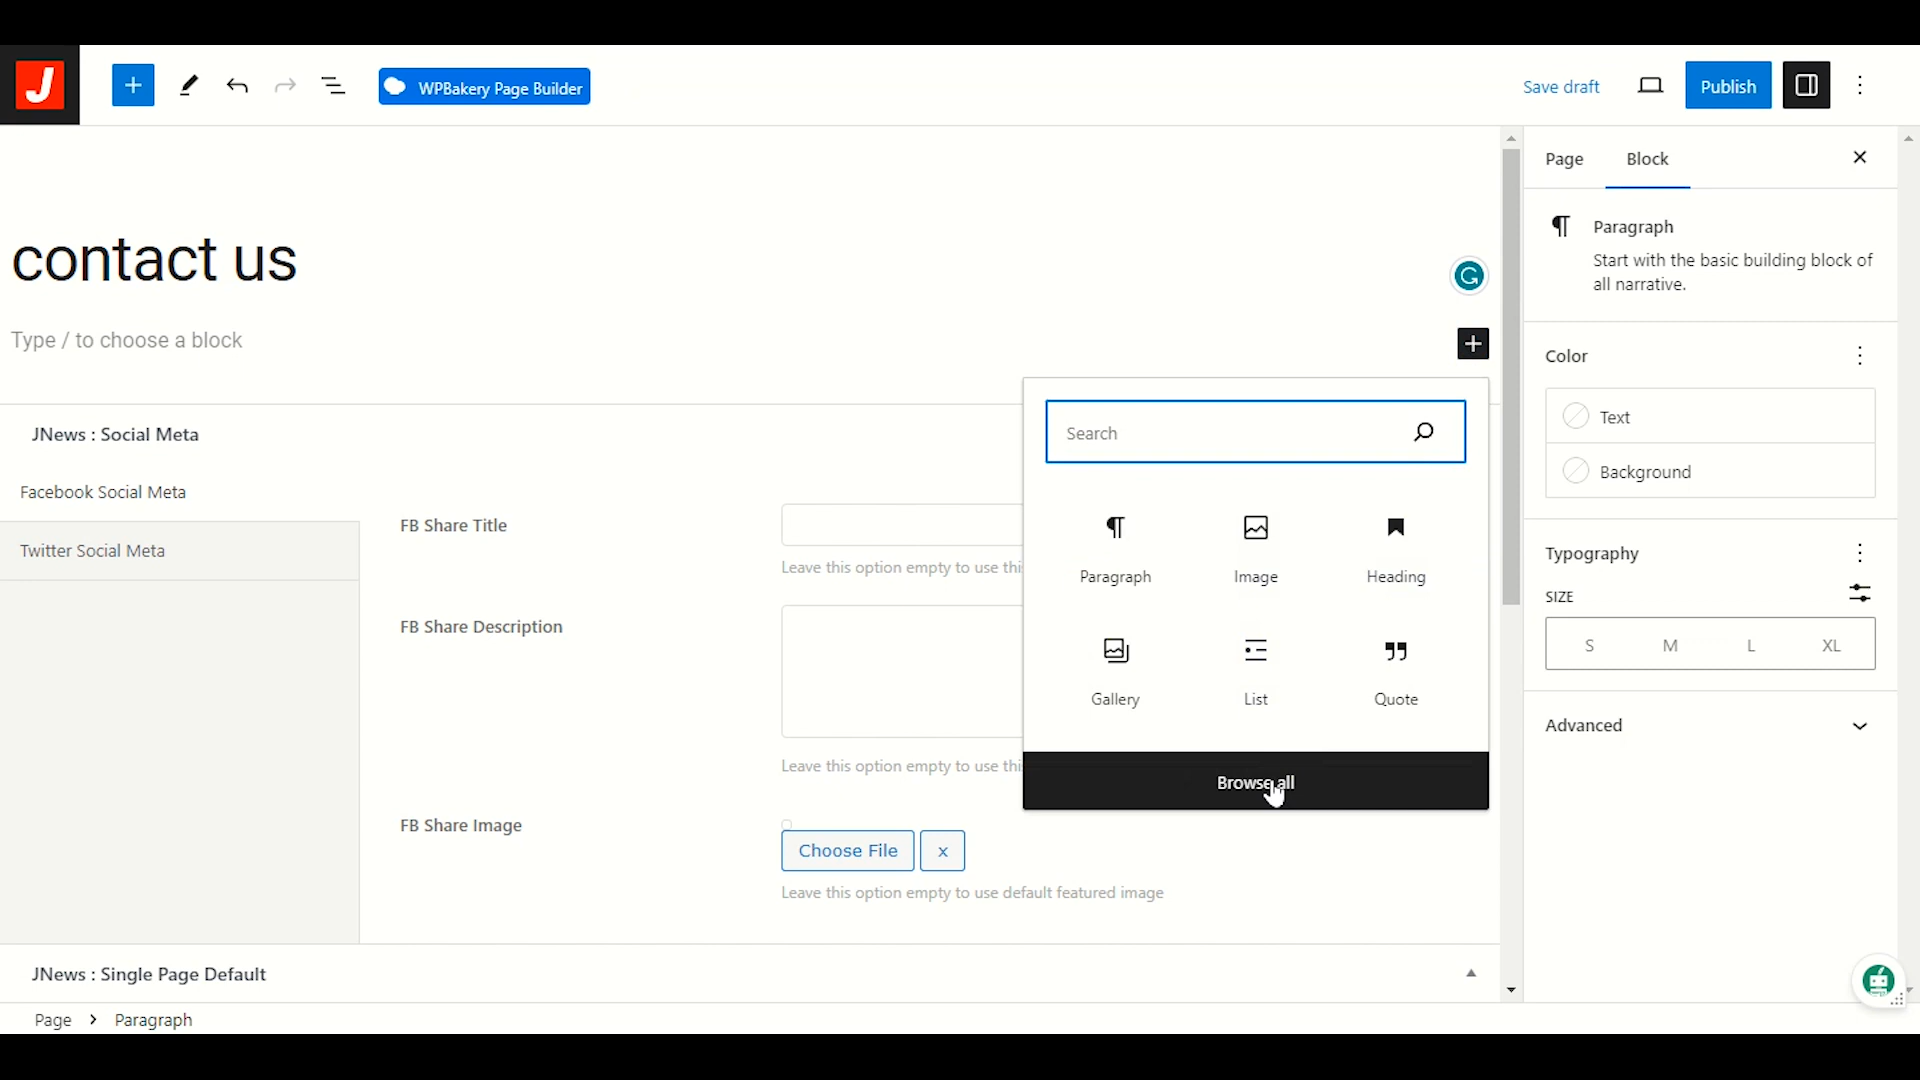 J
WPBakery Page Builder
Save draft
Publish
Page
Block
Paragraph
Start with the basic building block of
all narrative.
contact us
Type / to choose a block
Color
Text
Background
Search
JNews : Social Meta
Facebook Social Meta
Twitter Social Meta
FB Share Title
Leave this option empty to use
FB Share Description
Leave this option empty to use
FB Share Image
Choose File
x
Leave this option empty to use default featured image
Paragraph
Image
Heading
Gallery
List
Quote
Browse all
Typography
SIZE
S
M
L
XL
Advanced
JNews : Single Page Default
Page
Paragraph